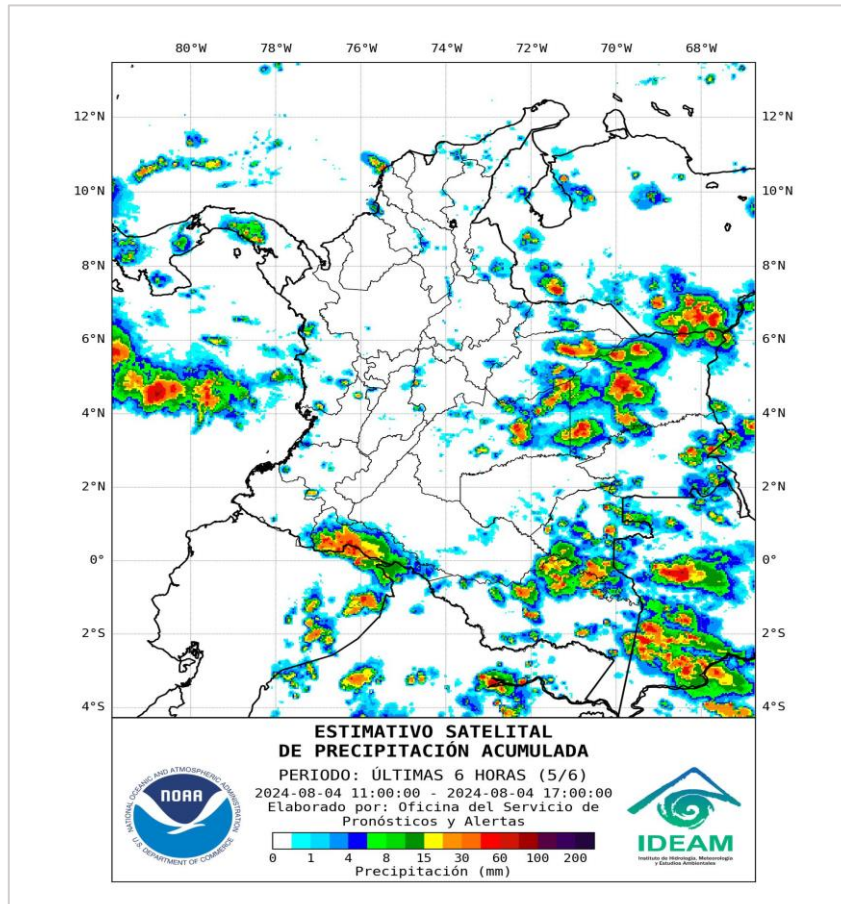 80°W 78°W 76°W 74°W 72°W 70°W 68°W
12°N 12°N
10°N 10°N
8°N 8°N
6°N 6°N
4°N 4°N
2°N 2°N
0° 0°
2°S 2°S
4°S 4°S
ESTIMATIVO SATELITAL
DE PRECIPITACIÓN ACUMULADA
PERIODO: ÚLTIMAS 6 HORAS (5/6)
2024-08-04 11:00:00 - 2024-08-04 17:00:00
Elaborado por: Oficina del Servicio de
Pronósticos y Alertas
0 1 4 8 15 30 60 100 200
Precipitación (mm)
NATIONAL OCEANIC AND ATMOSPHERIC ADMINISTRATION
NOAA
U.S. DEPARTMENT OF COMMERCE
IDEAM
Instituto de Hidrología, Meteorología
y Estudios Ambientales